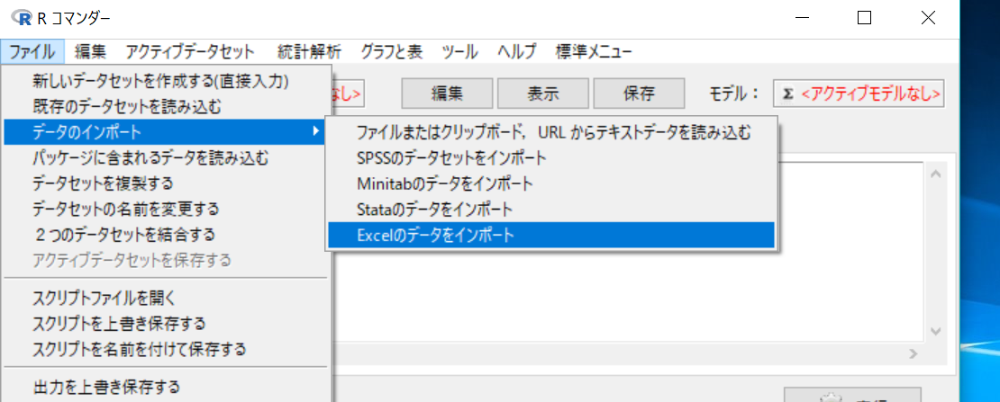 R コマンダー
ファイル 編集 アクティブデータセット 統計解析 グラフと表 ツール ヘルプ 標準メニュー
新しいデータセットを作成する(直接入力)
なし> 編集 表示 保存 モデル： Σ <アクティブモデルなし>
既存のデータセットを読み込む
データのインポート
ファイルまたはクリップボード，URL からテキストデータを読み込む
パッケージに含まれるデータを読み込む
SPSSのデータセットをインポート
データセットを複製する
Minitabのデータをインポート
データセットの名前を変更する
Stataのデータをインポート
２つのデータセットを結合する
Excelのデータをインポート
アクティブデータセットを保存する
スクリプトファイルを開く
スクリプトを上書き保存する
スクリプトを名前を付けて保存する
出力を上書き保存する